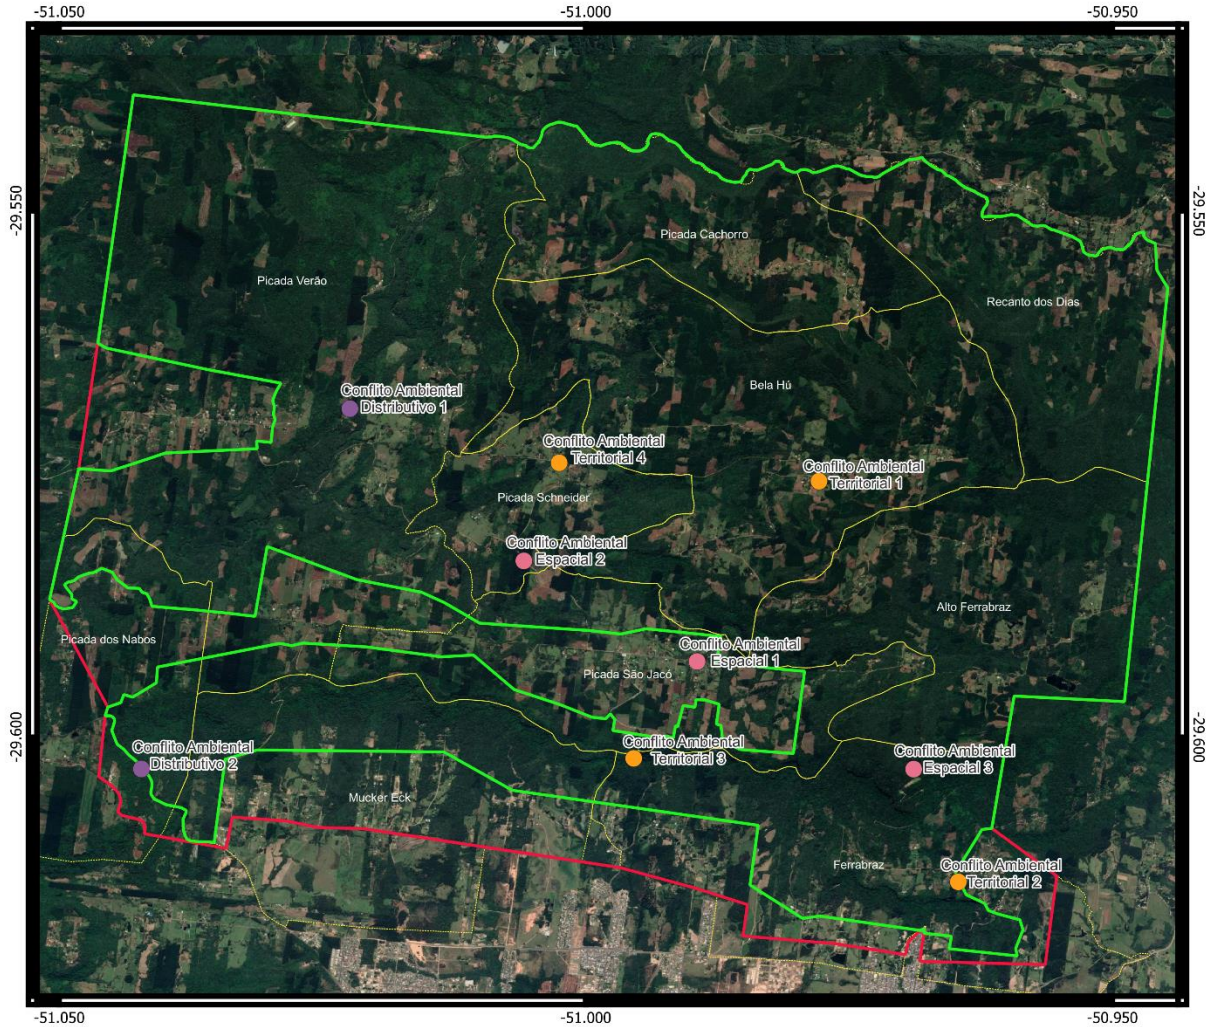 -51.050
-51.000
-50.950
-29.550
-29.550
Picada Cachorro
Picada Verão
Recanto dos Dias
Bela Hú
Conflito Ambiental
Distributivo 1
Conflito Ambiental
Territorial 4
Conflito Ambiental
Territorial 1
Picada Schneider
Conflito Ambiental
Espacial 2
Alto Ferrabraz
Picada dos Nabos
Conflito Ambiental
Espacial 1
Picada São Jacó
-29.600
-29.600
Conflito Ambiental
Territorial 3
Conflito Ambiental
Distributivo 2
Conflito Ambiental
Espacial 3
Mucker Eck
Ferrabraz
Conflito Ambiental
Territorial 2
-51.050
-51.000
-50.950